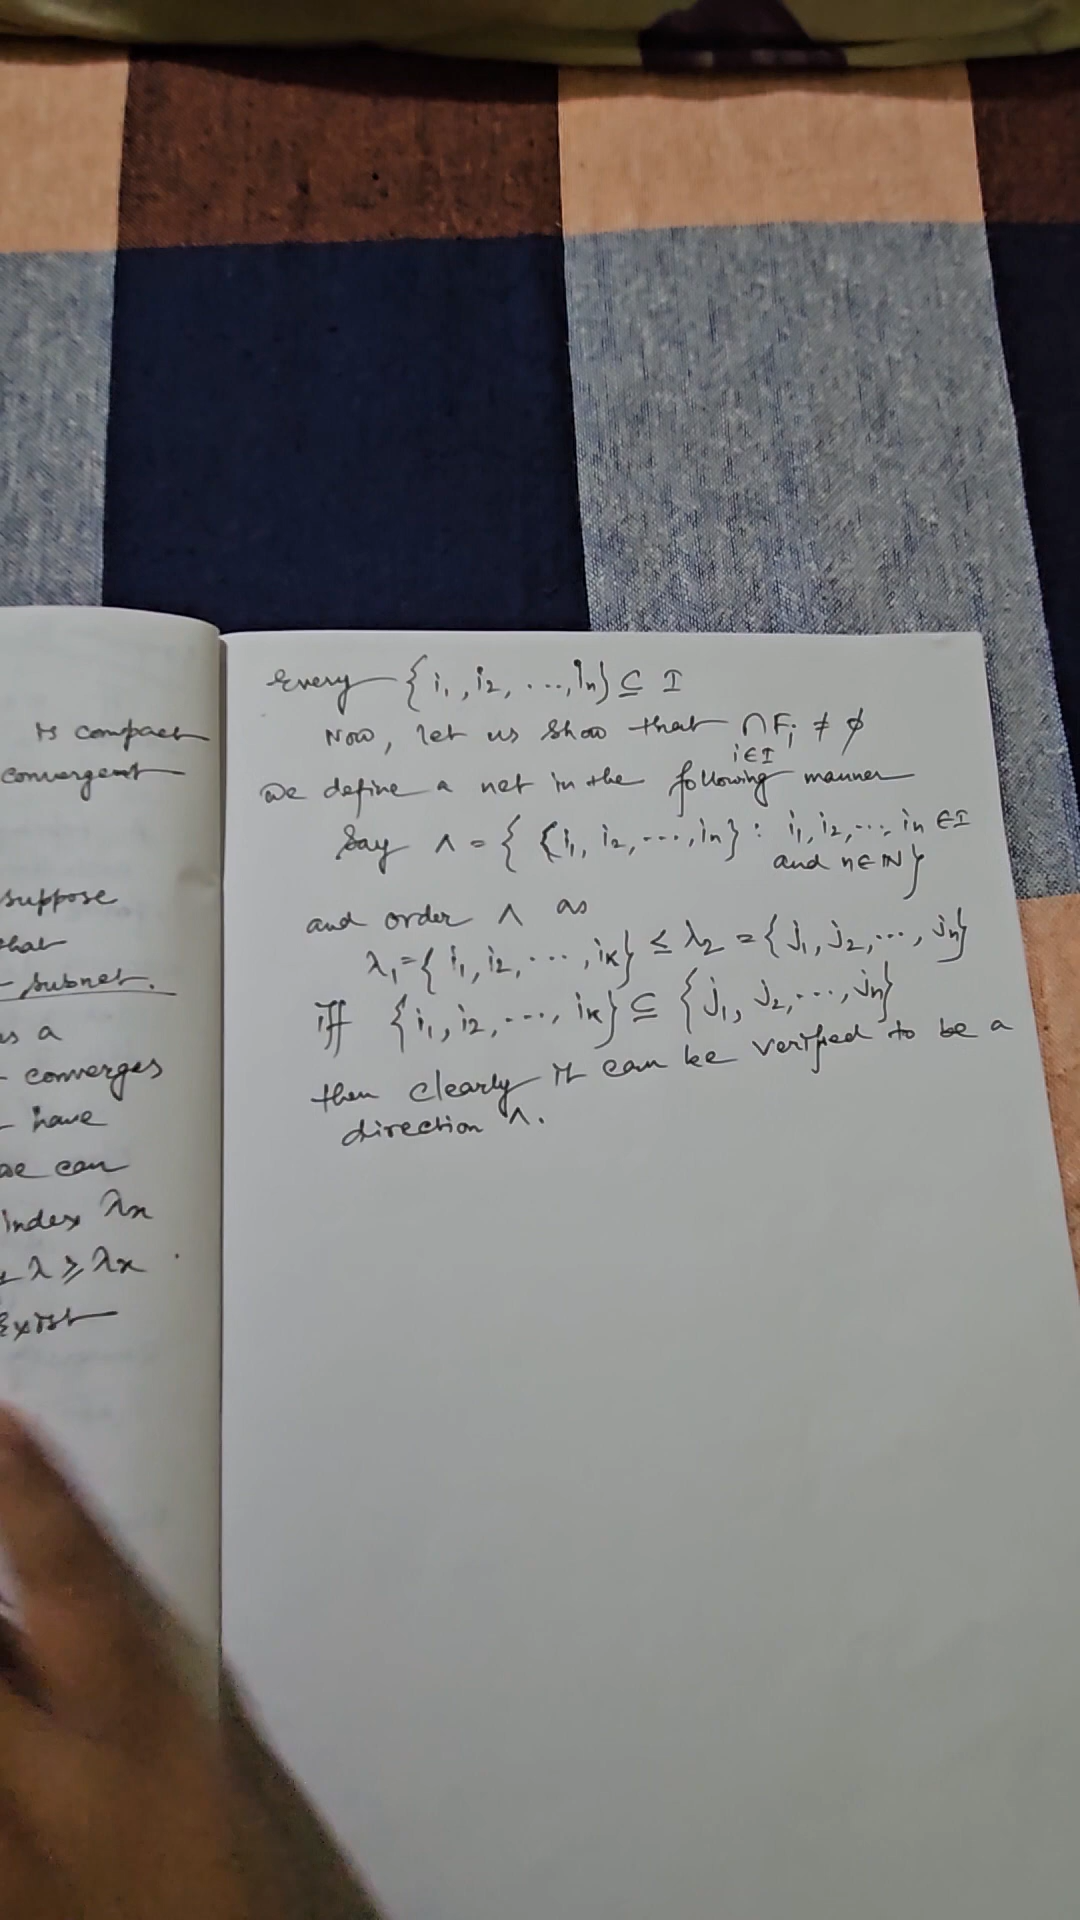 is compact
convergent
suppose
that
subnet.
as a
converges
have
we can
index λx
λ ≥ λx
Exist
Every {i₁, i₂, ..., iₙ} ⊆ I
Now, let us show that ∩ Fᵢ ≠ φ
i∈I
we define a net in the following manner
Say Λ = { {i₁, i₂, ..., iₙ} : i₁, i₂, ..., iₙ ∈ I
and n ∈ ℕ }
and order Λ as
λ₁ = {i₁, i₂, ..., iₖ} ≤ λ₂ = {j₁, j₂, ..., jₙ}
iff {i₁, i₂, ..., iₖ} ⊆ {j₁, j₂, ..., jₙ}
then clearly it can be verified to be a
direction Λ.